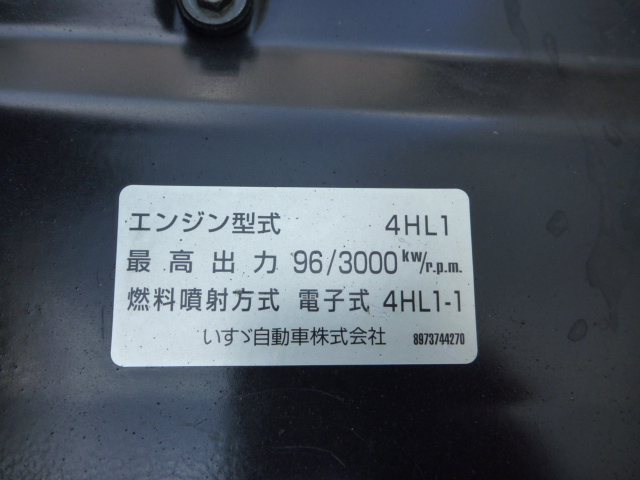 エンジン型式 4HL1
最高出力 96/3000 kw/r.p.m.
燃料噴射方式 電子式 4HL1-1
いすゞ自動車株式会社 8973744270